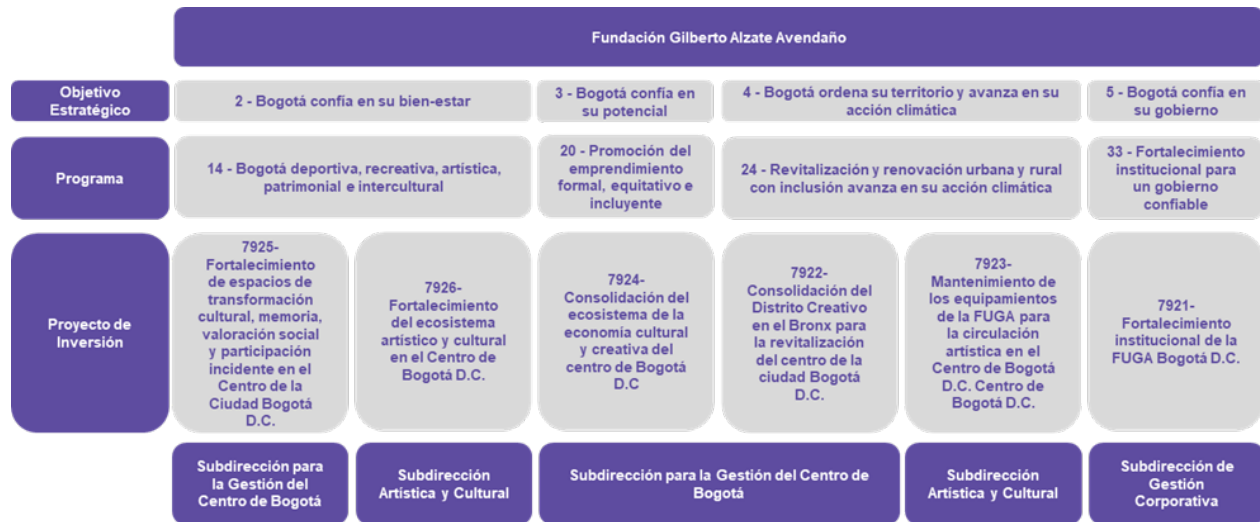 Fundación Gilberto Alzate Avendaño
Objetivo
Estratégico
2 - Bogotá confía en su bien-estar
3 - Bogotá confía en
su potencial
4 - Bogotá ordena su territorio y avanza en su
acción climática
5 - Bogotá confía en
su gobierno
Programa
14 - Bogotá deportiva, recreativa, artística,
patrimonial e intercultural
20 - Promoción del
emprendimiento
formal, equitativo e
incluyente
24 - Revitalización y renovación urbana y rural
con inclusión avanza en su acción climática
33 - Fortalecimiento
institucional para
un gobierno
confiable
Proyecto de
Inversión
7925-
Fortalecimiento
de espacios de
transformación
cultural, memoria,
valoración social
y participación
incidente en el
Centro de la
Ciudad Bogotá
D.C.
7926-
Fortalecimiento
del ecosistema
artístico y cultural
en el Centro de
Bogotá D.C.
7924-
Consolidación del
ecosistema de la
economía cultural
y creativa del
centro de Bogotá
D.C
7922-
Consolidación del
Distrito Creativo
en el Bronx para
la revitalización
del centro de la
ciudad Bogotá
D.C.
7923-
Mantenimiento de
los equipamientos
de la FUGA para
la circulación
artística en el
Centro de Bogotá
D.C. Centro de
Bogotá D.C.
7921-
Fortalecimiento
institucional de la
FUGA Bogotá D.C.
Subdirección para
la Gestión del
Centro de Bogotá
Subdirección
Artística y Cultural
Subdirección para la Gestión del Centro de
Bogotá
Subdirección
Artística y Cultural
Subdirección de
Gestión
Corporativa